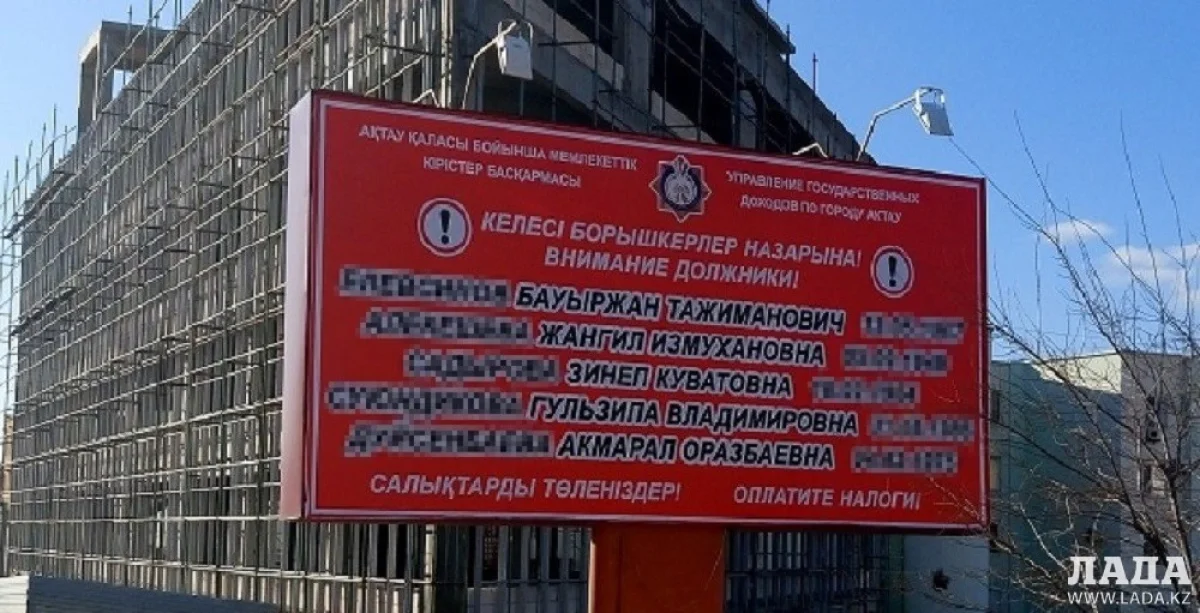 АҚТАУ ҚАЛАСЫ БОЙЫНША МЕМЛЕКЕТТІК
КІРІСТЕР БАСҚАРМАСЫ
УПРАВЛЕНИЕ ГОСУДАРСТВЕННЫХ
ДОХОДОВ ПО ГОРОДУ АКТАУ
КЕЛЕСІ БОРЫШКЕРЛЕР НАЗАРЫНА!
ВНИМАНИЕ ДОЛЖНИКИ!
БАУЫРЖАН ТАЖИМАНОВИЧ
ЖАНГИЛ ИЗМУХАНОВНА
ЗИНЕП КУВАТОВНА
ГУЛЬЗИПА ВЛАДИМИРОВНА
АКМАРАЛ ОРАЗБАЕВНА
САЛЫҚТАРДЫ ТӨЛЕНІЗДЕР!
ОПЛАТИТЕ НАЛОГИ!
ЛАДА
WWW.LADA.KZ